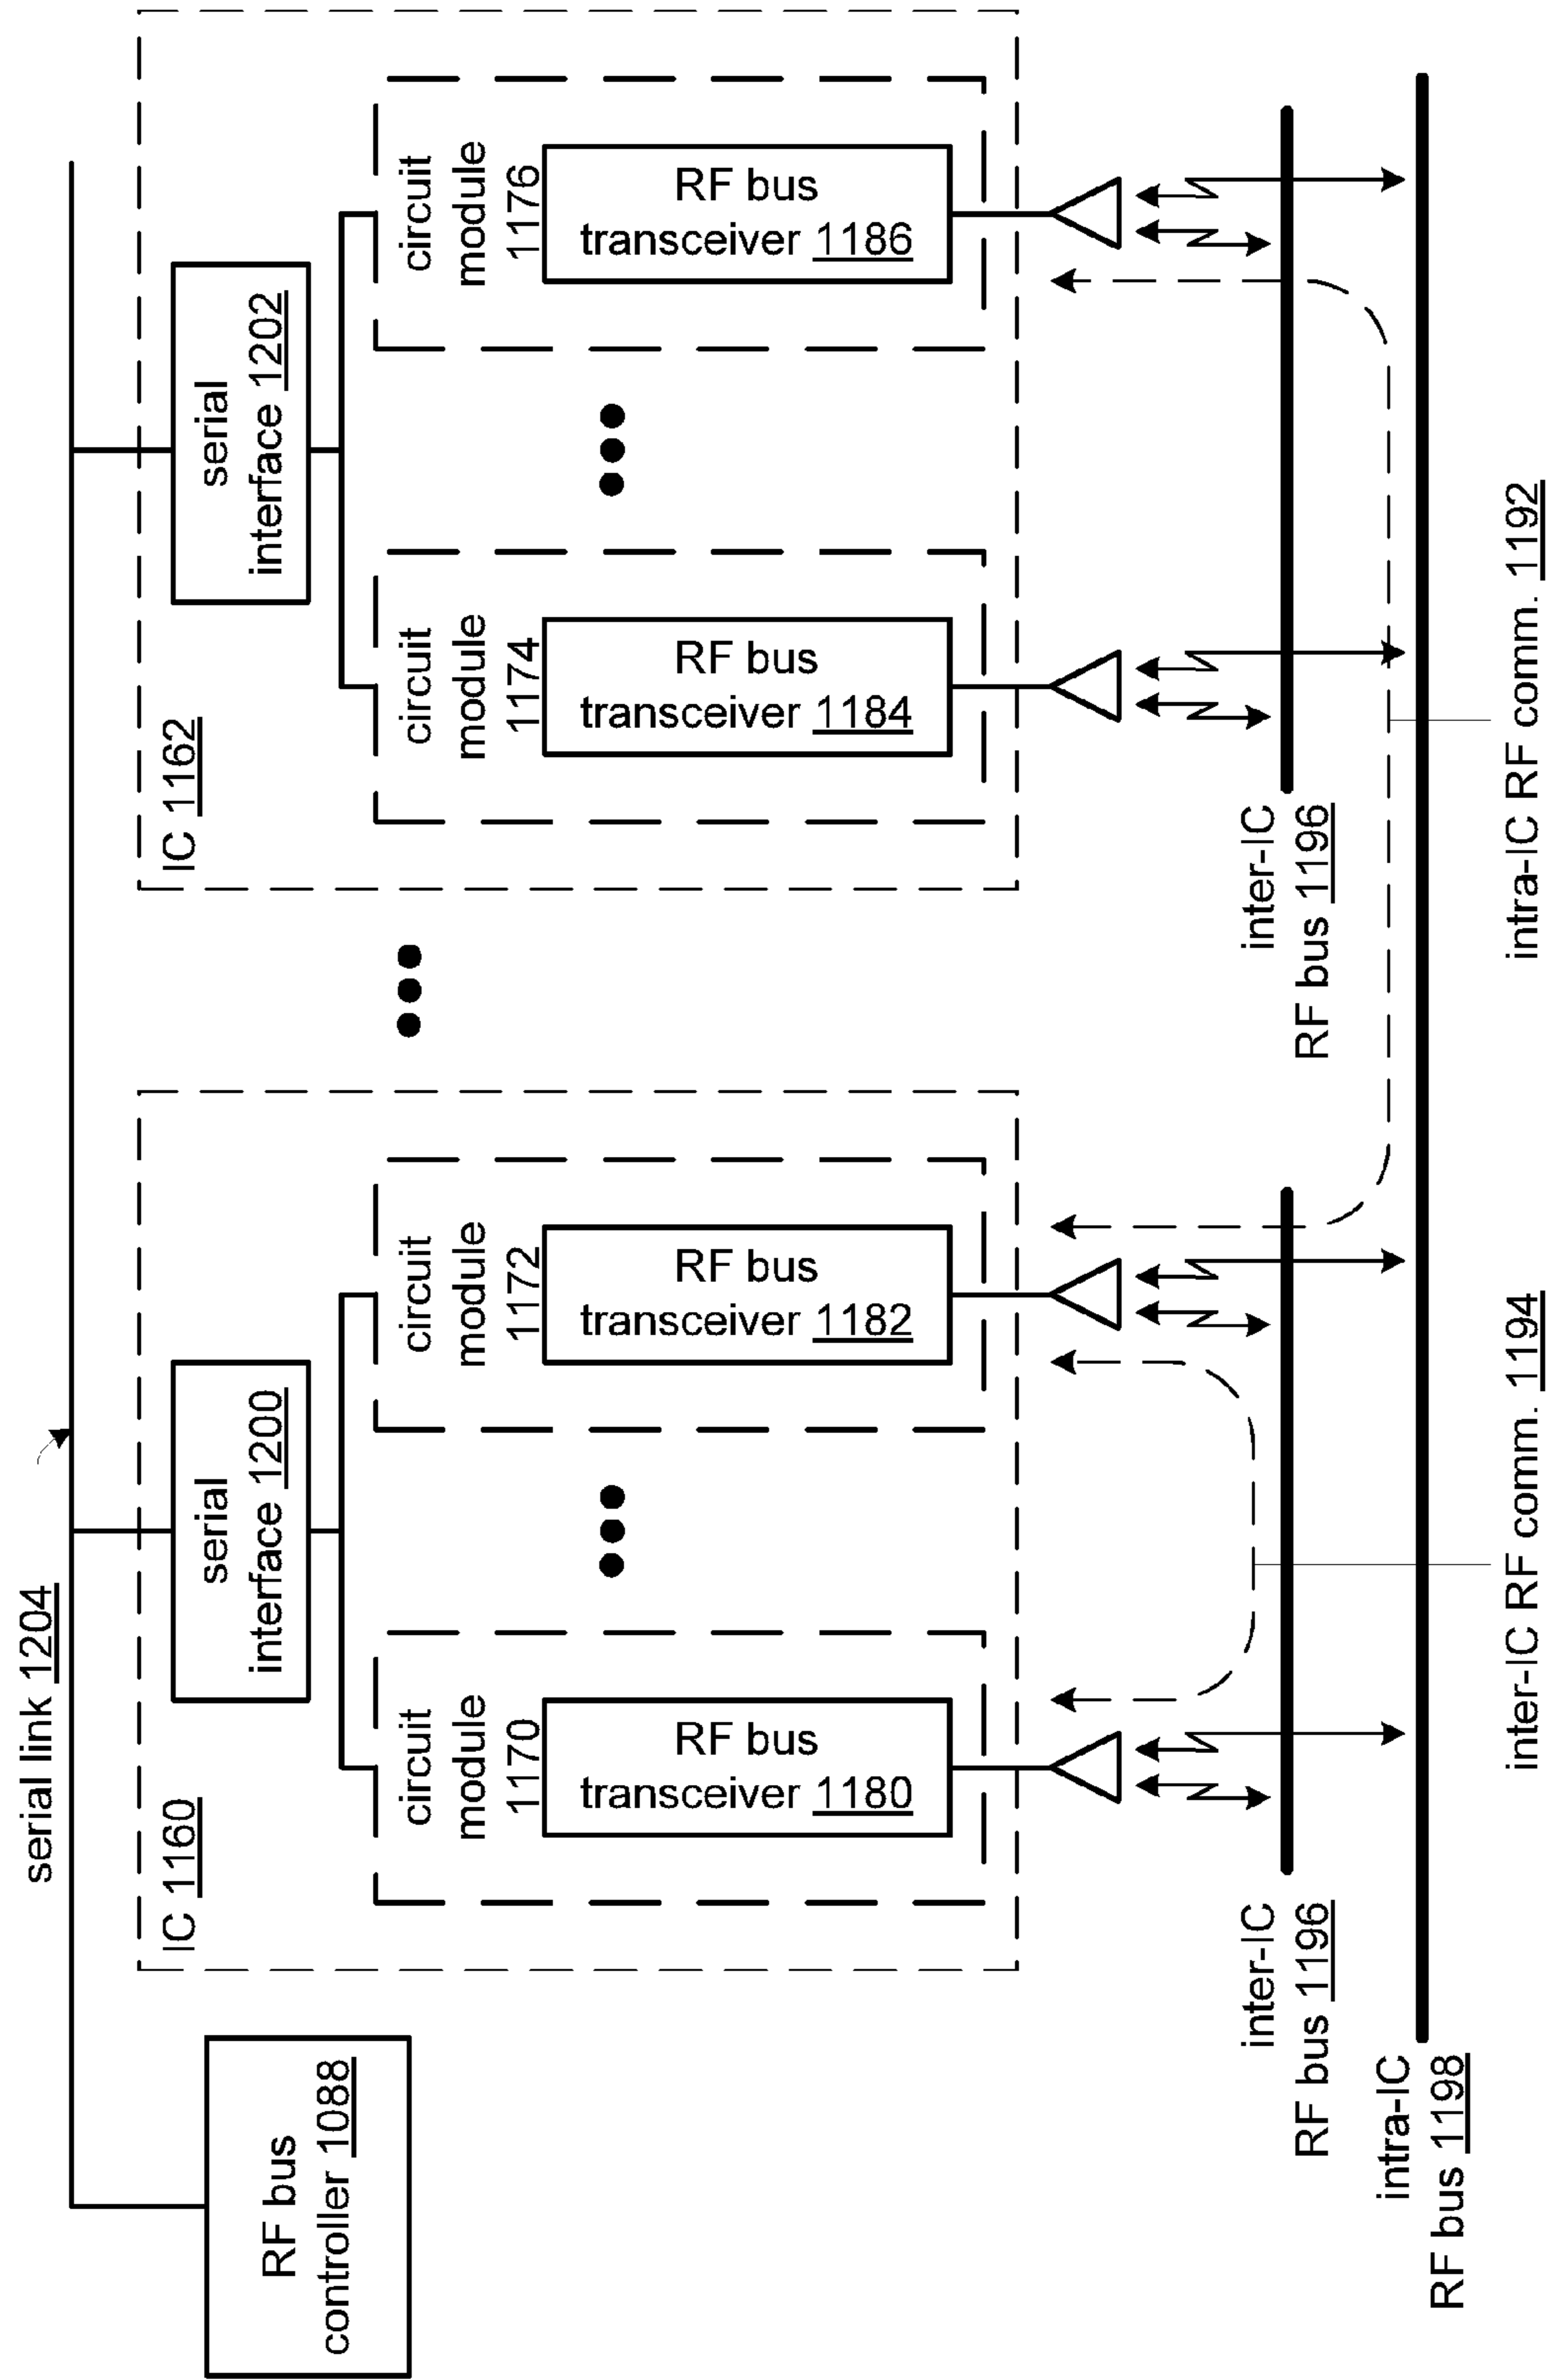 serial link 1204
RF bus
controller 1088
IC 1160
serial
interface 1200
circuit
module
1170
RF bus
transceiver 1180
circuit
module
1172
RF bus
transceiver 1182
IC 1162
serial
interface 1202
circuit
module
1174
RF bus
transceiver 1184
circuit
module
1176
RF bus
transceiver 1186
inter-IC
RF bus 1196
inter-IC
RF bus 1196
intra-IC
RF bus 1198
inter-IC RF comm. 1194
intra-IC RF comm. 1192